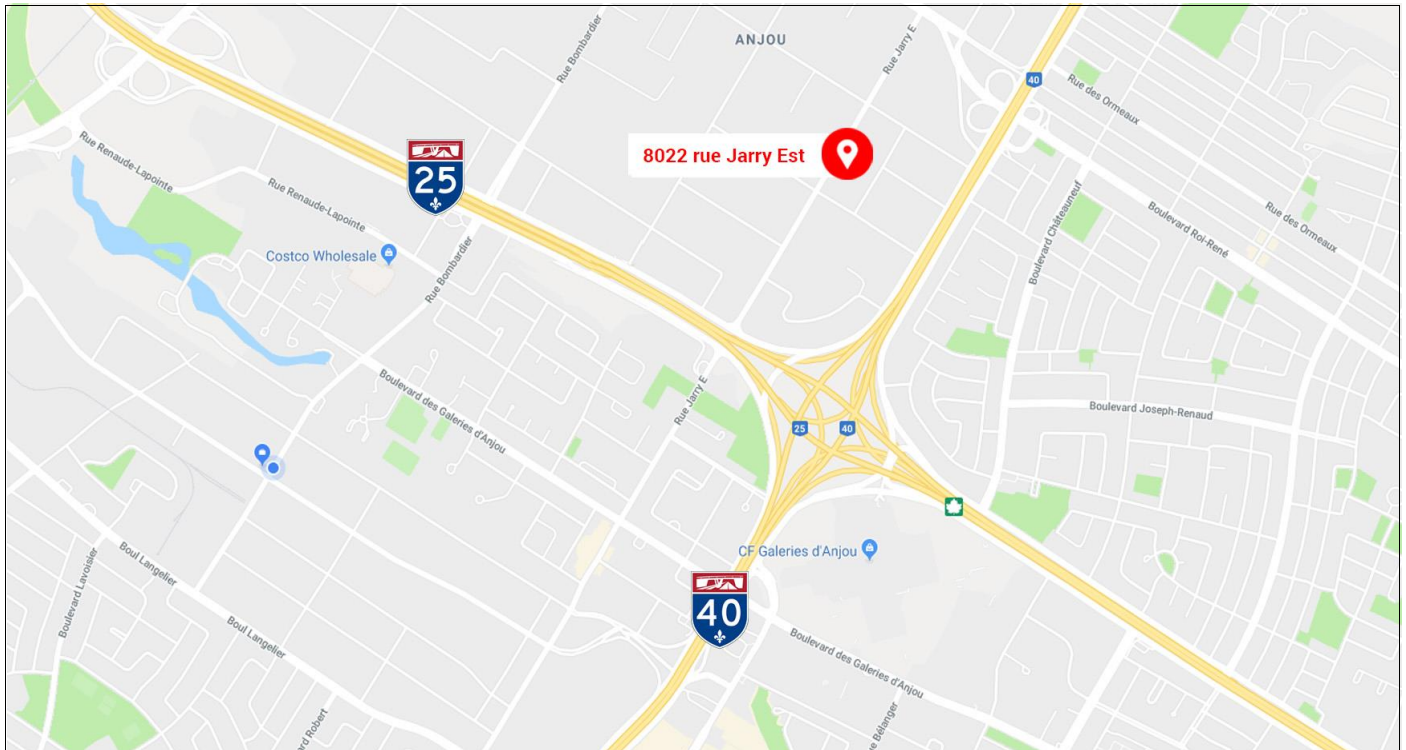 ANJOU
Rue Bombardier
Rue Jarry E
40
Rue des Ormeaux
25
8022 rue Jarry Est
Rue Renaude-Lapointe
Rue Renaude-Lapointe
Boulevard Châteauneuf
Boulevard Roi-René
Rue des Ormeaux
Costco Wholesale
Rue Bombardier
Boulevard des Galeries d'Anjou
Rue Jarry E
Boulevard Joseph-Renaud
25
40
CF Galeries d'Anjou
Boulevard Lavoisier
Boul Langelier
40
Boul Langelier
Boulevard des Galeries d'Anjou
ard Robert
e Bélanger